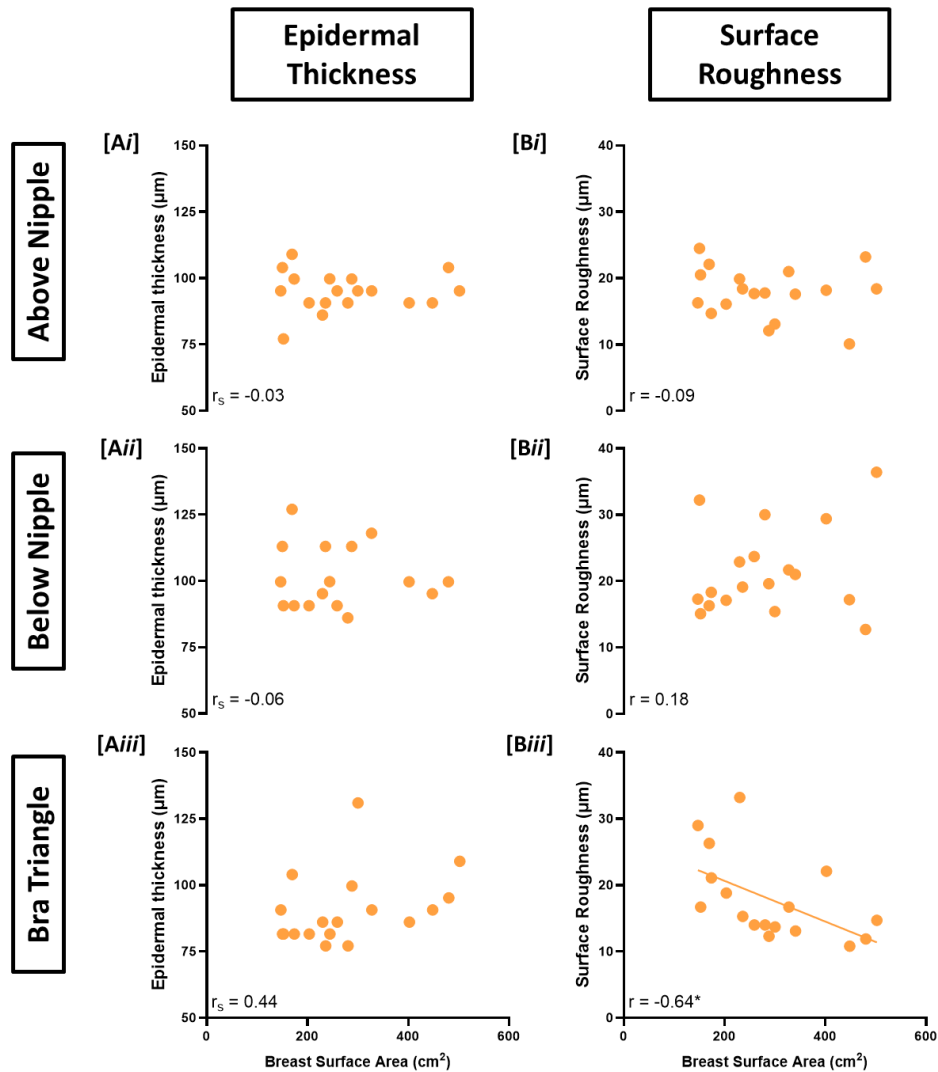 Epidermal
Thickness
Surface
Roughness
Above Nipple
[Ai]
150
125
100
75
50
Epidermal thickness (µm)
rs = -0.03
[Bi]
40
30
20
10
0
Surface Roughness (µm)
r = -0.09
Below Nipple
[Aii]
150
125
100
75
50
Epidermal thickness (µm)
rs = -0.06
[Bii]
40
30
20
10
0
Surface Roughness (µm)
r = 0.18
Bra Triangle
[Aiii]
150
125
100
75
50
Epidermal thickness (µm)
rs = 0.44
0 200 400 600
Breast Surface Area (cm²)
[Biii]
40
30
20
10
0
Surface Roughness (µm)
r = -0.64*
0 200 400 600
Breast Surface Area (cm²)